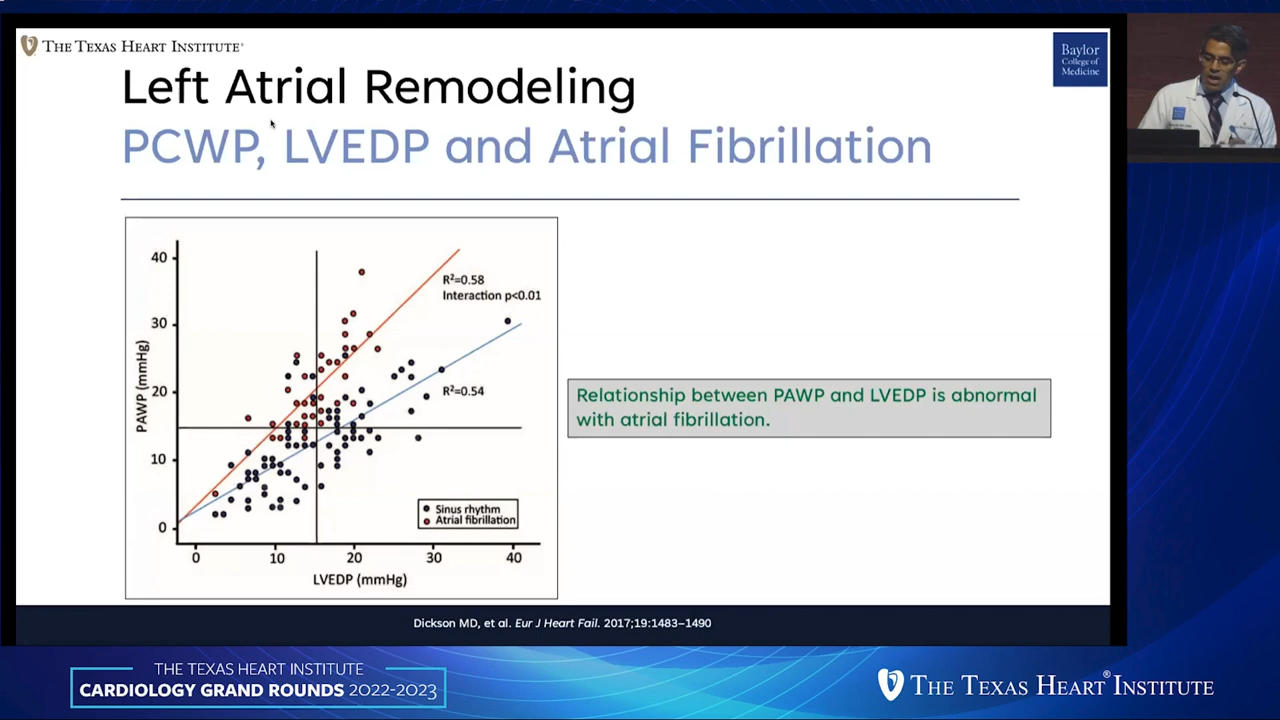 THE TEXAS HEART INSTITUTE®
Baylor
College of
Medicine
Left Atrial Remodeling
PCWP, LVEDP and Atrial Fibrillation
40
30
20
10
0
PAWP (mmHg)
R²=0.58
Interaction p<0.01
R²=0.54
Sinus rhythm
Atrial fibrillation
0 10 20 30 40
LVEDP (mmHg)
Relationship between PAWP and LVEDP is abnormal
with atrial fibrillation.
Dickson MD, et al. Eur J Heart Fail. 2017;19:1483–1490
THE TEXAS HEART INSTITUTE
CARDIOLOGY GRAND ROUNDS 2022-2023
THE TEXAS HEART® INSTITUTE